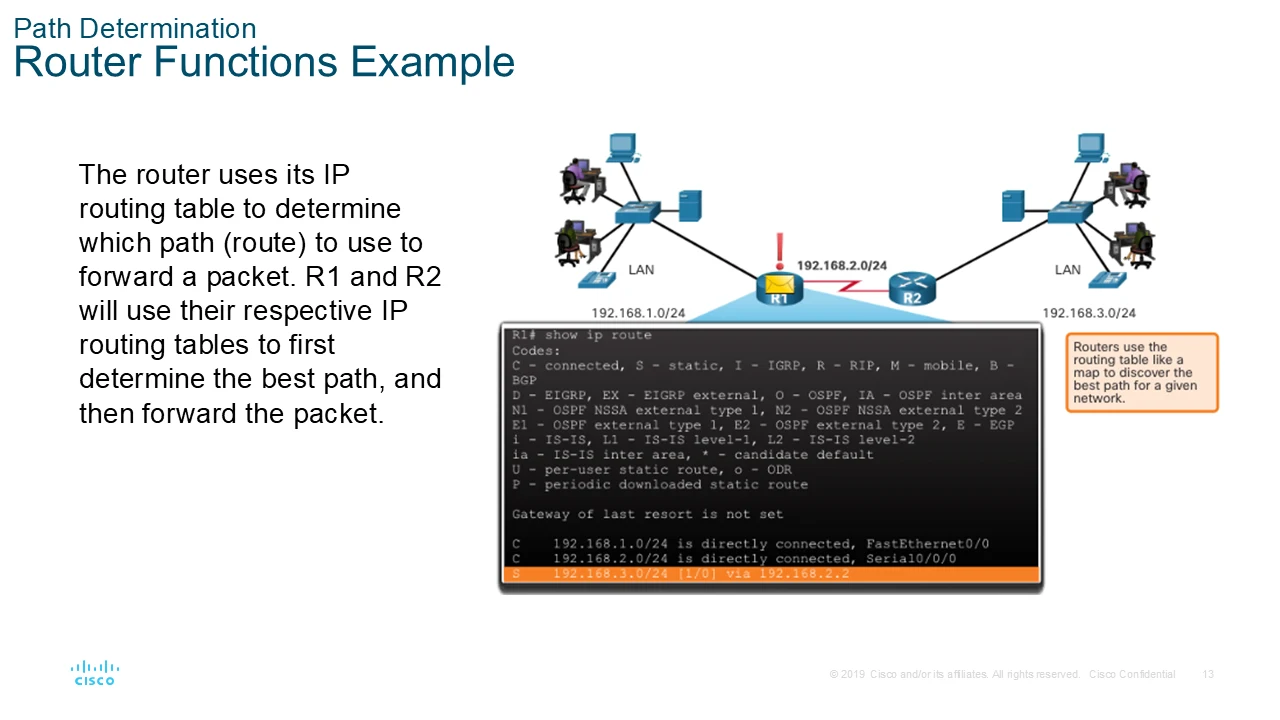 Path Determination
Router Functions Example
The router uses its IP
routing table to determine
which path (route) to use to
forward a packet. R1 and R2
will use their respective IP
routing tables to first
determine the best path, and
then forward the packet.
LAN
192.168.1.0/24
R1
192.168.2.0/24
R2
LAN
192.168.3.0/24
R1# show ip route
Codes:
C - connected, S - static, I - IGRP, R - RIP, M - mobile, B -
BGP
D - EIGRP, EX - EIGRP external, O - OSPF, IA - OSPF inter area
N1 - OSPF NSSA external type 1, N2 - OSPF NSSA external type 2
E1 - OSPF external type 1, E2 - OSPF external type 2, E - EGP
i - IS-IS, L1 - IS-IS level-1, L2 - IS-IS level-2
ia - IS-IS inter area, * - candidate default
U - per-user static route, o - ODR
P - periodic downloaded static route
Gateway of last resort is not set
C 192.168.1.0/24 is directly connected, FastEthernet0/0
C 192.168.2.0/24 is directly connected, Serial0/0/0
S 192.168.3.0/24 [1/0] via 192.168.2.2
Routers use the
routing table like a
map to discover the
best path for a given
network.
CISCO
© 2019 Cisco and/or its affiliates. All rights reserved. Cisco Confidential
13